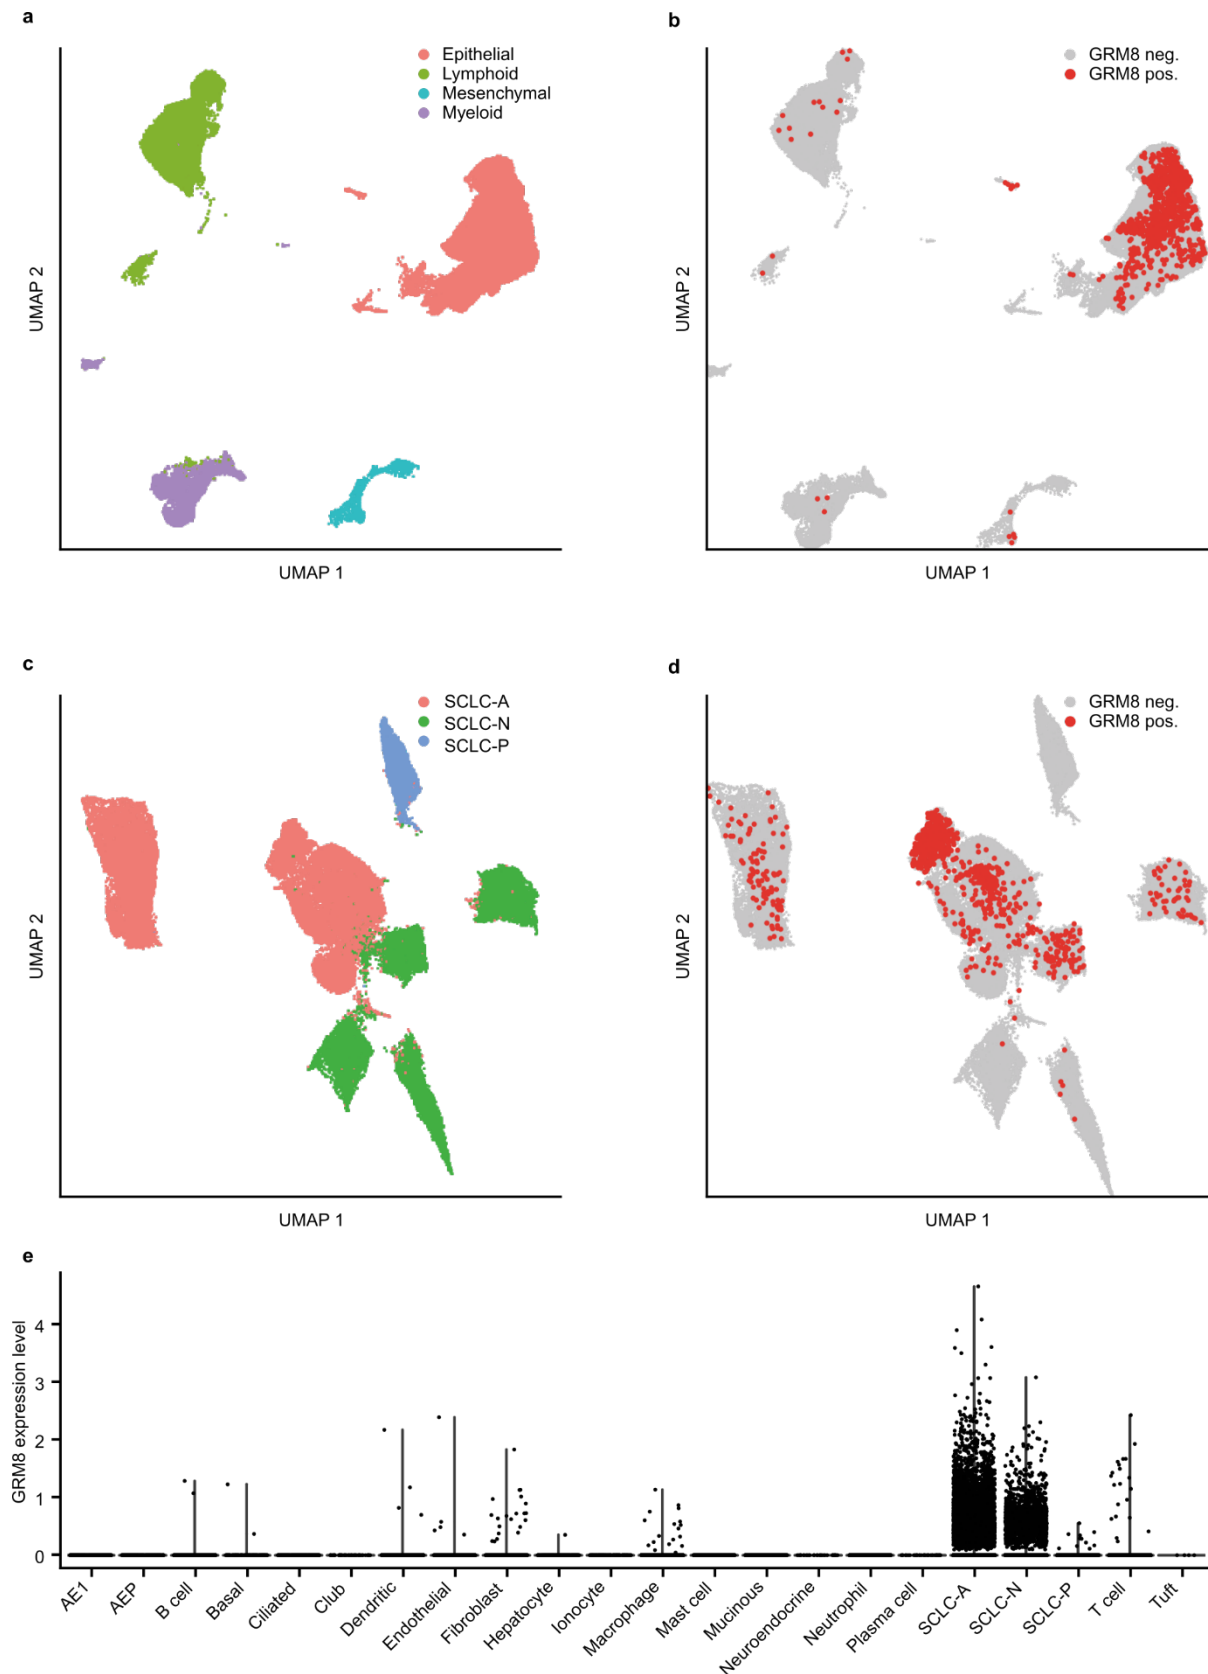 a
Epithelial
Lymphoid
Mesenchymal
Myeloid
UMAP 2
UMAP 1
b
GRM8 neg.
GRM8 pos.
UMAP 2
UMAP 1
c
SCLC-A
SCLC-N
SCLC-P
UMAP 2
UMAP 1
d
GRM8 neg.
GRM8 pos.
UMAP 2
UMAP 1
e
GRM8 expression level
4
3
2
1
0
AE1
AEP
B cell
Basal
Ciliated
Club
Dendritic
Endothelial
Fibroblast
Hepatocyte
Ionocyte
Macrophage
Mast cell
Mucinous
Neuroendocrine
Neutrophil
Plasma cell
SCLC-A
SCLC-N
SCLC-P
T cell
Tuft